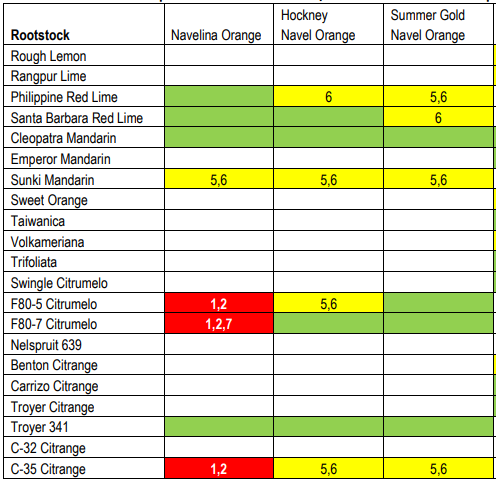 Rootstock Navelina Orange Hockney Navel Orange Summer Gold Navel Orange
Rough Lemon
Rangpur Lime
Philippine Red Lime 6 5,6
Santa Barbara Red Lime 6
Cleopatra Mandarin
Emperor Mandarin
Sunki Mandarin 5,6 5,6 5,6
Sweet Orange
Taiwanica
Volkameriana
Trifoliata
Swingle Citrumelo
F80-5 Citrumelo 1,2 5,6
F80-7 Citrumelo 1,2,7
Nelspruit 639
Benton Citrange
Carrizo Citrange
Troyer Citrange
Troyer 341
C-32 Citrange
C-35 Citrange 1,2 5,6 5,6